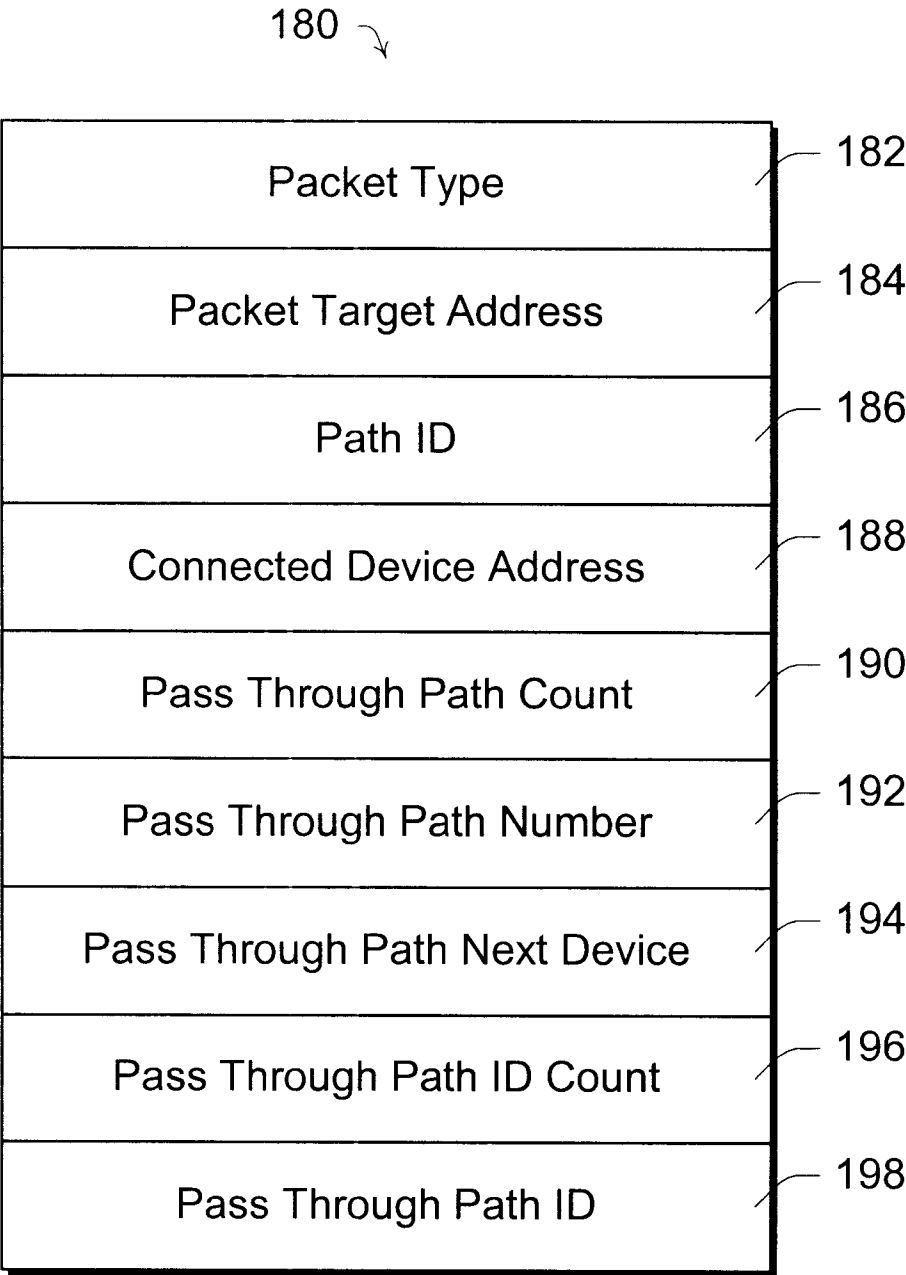 180
Packet Type 182
Packet Target Address 184
Path ID 186
Connected Device Address 188
Pass Through Path Count 190
Pass Through Path Number 192
Pass Through Path Next Device 194
Pass Through Path ID Count 196
Pass Through Path ID 198